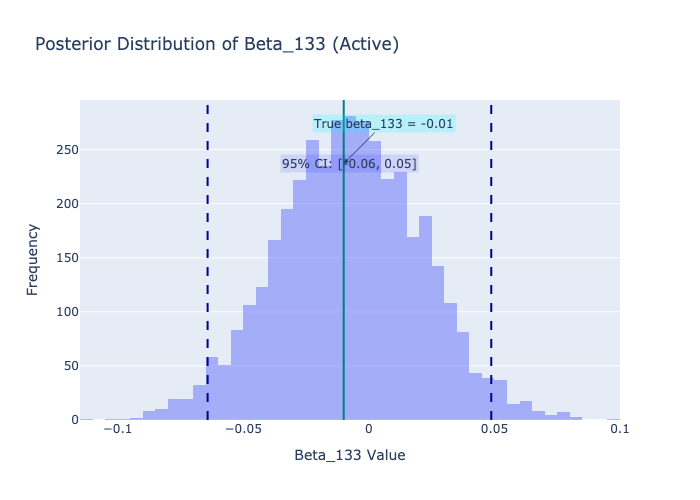 Posterior Distribution of Beta_133 (Active)
True beta_133 = -0.01
95% CI: [-0.06, 0.05]
Frequency
250
200
150
100
50
0
−0.1
−0.05
0
0.05
0.1
Beta_133 Value